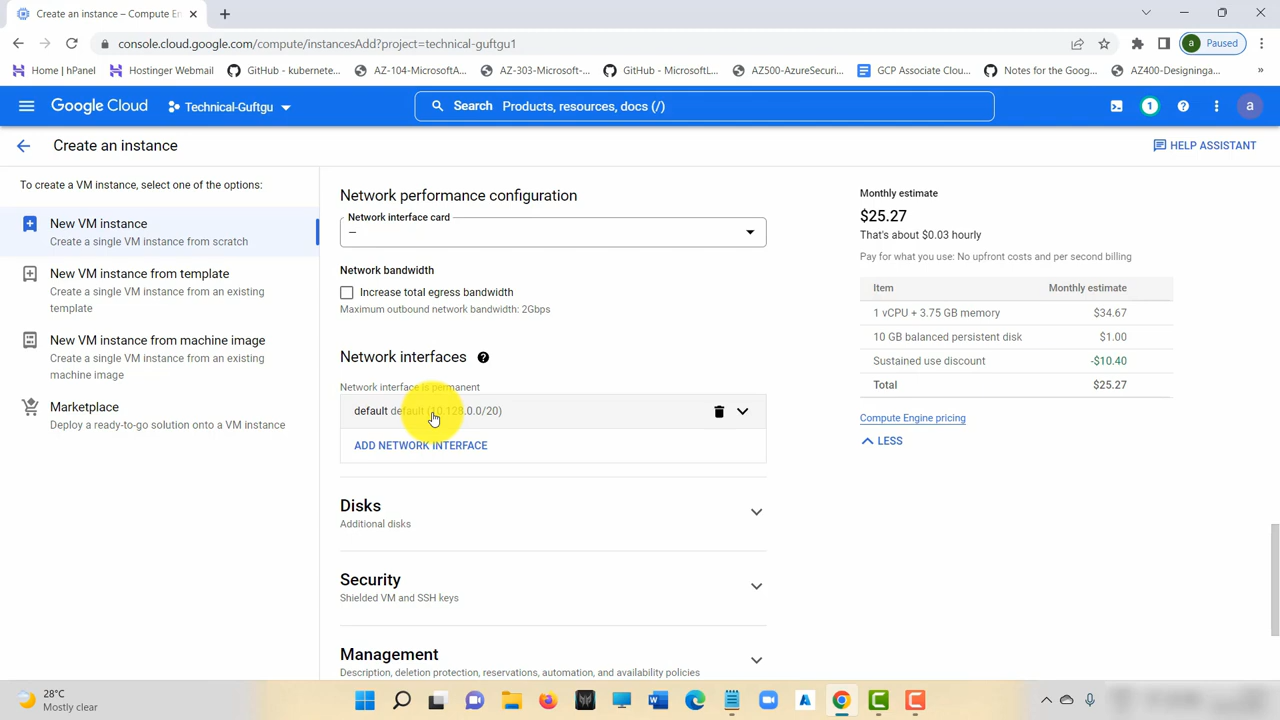 Create an instance – Compute En
console.cloud.google.com/compute/instancesAdd?project=technical-guftgu1
a
Paused
Home | hPanel
Hostinger Webmail
GitHub - kubernete...
AZ-104-MicrosoftA...
AZ-303-Microsoft-...
GitHub - MicrosoftL...
AZ500-AzureSecuri...
GCP Associate Clou...
Notes for the Goog...
AZ400-Designinga...
»
Google Cloud
Technical-Guftgu
Search Products, resources, docs (/)
1
a
Create an instance
HELP ASSISTANT
To create a VM instance, select one of the options:
New VM instance
Create a single VM instance from scratch
New VM instance from template
Create a single VM instance from an existing
template
New VM instance from machine image
Create a single VM instance from an existing
machine image
Marketplace
Deploy a ready-to-go solution onto a VM instance
Network performance configuration
Network interface card
–
Network bandwidth
Increase total egress bandwidth
Maximum outbound network bandwidth: 2Gbps
Network interfaces
Network interface is permanent
default default (10.128.0.0/20)
ADD NETWORK INTERFACE
Disks
Additional disks
Security
Shielded VM and SSH keys
Management
Description, deletion protection, reservations, automation, and availability policies
Monthly estimate
$25.27
That's about $0.03 hourly
Pay for what you use: No upfront costs and per second billing
Item Monthly estimate
1 vCPU + 3.75 GB memory $34.67
10 GB balanced persistent disk $1.00
Sustained use discount -$10.40
Total $25.27
Compute Engine pricing
LESS
28°C
Mostly clear